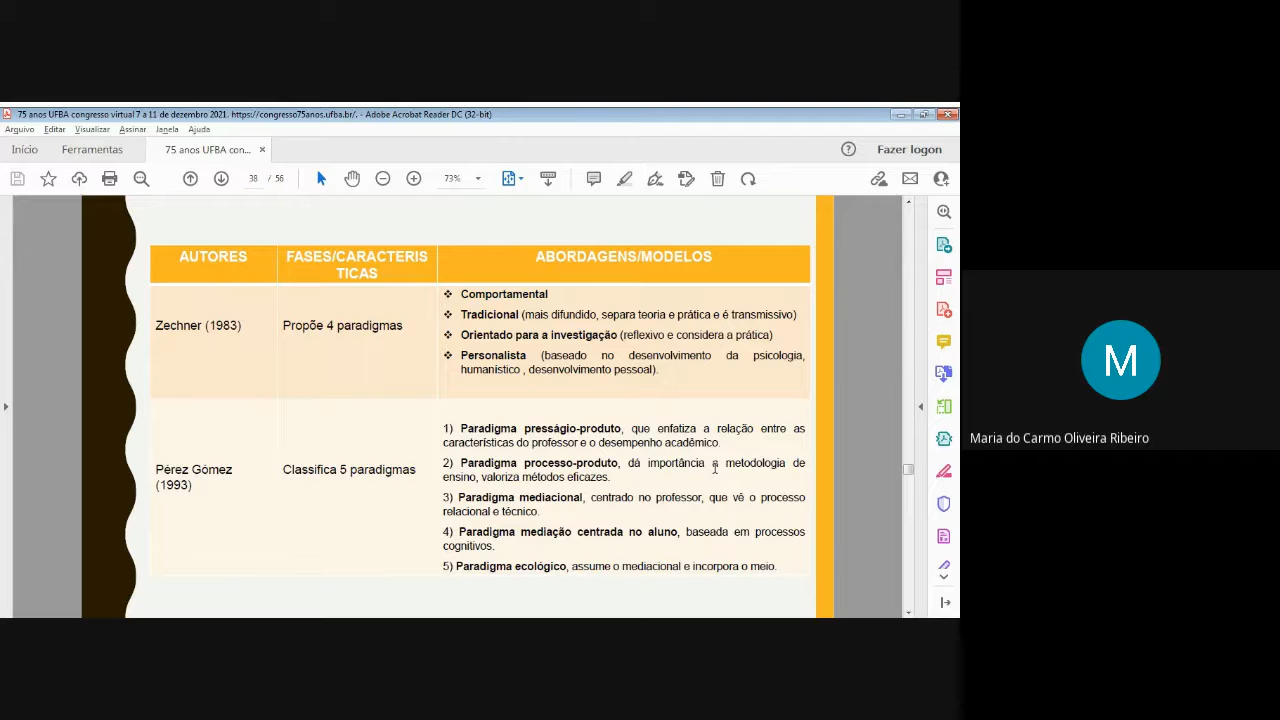 75 anos UFBA congresso virtual 7 a 11 de dezembro 2021. https://congresso75anos.ufba.br/. - Adobe Acrobat Reader DC (32-bit)
Arquivo Editar Visualizar Assinar Janela Ajuda
Início Ferramentas 75 anos UFBA con... × Fazer logon
38 / 56 73%
AUTORES FASES/CARACTERIS ABORDAGENS/MODELOS
TICAS
Comportamental
Tradicional (mais difundido, separa teoria e prática e é transmissivo)
Zechner (1983) Propõe 4 paradigmas
Orientado para a investigação (reflexivo e considera a prática)
Personalista (baseado no desenvolvimento da psicologia,
humanístico , desenvolvimento pessoal).
1) Paradigma presságio-produto, que enfatiza a relação entre as
características do professor e o desempenho acadêmico.
2) Paradigma processo-produto, dá importância a metodologia de
ensino, valoriza métodos eficazes.
Pérez Gómez Classifica 5 paradigmas
(1993)
3) Paradigma mediacional, centrado no professor, que vê o processo
relacional e técnico.
4) Paradigma mediação centrada no aluno, baseada em processos
cognitivos.
5) Paradigma ecológico, assume o mediacional e incorpora o meio.
M
Maria do Carmo Oliveira Ribeiro